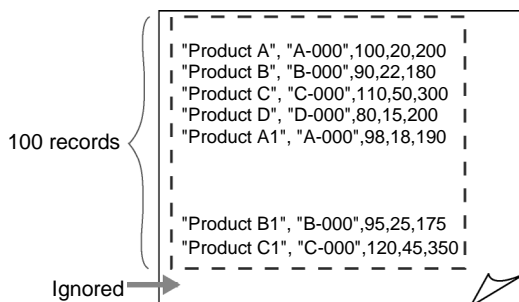 "Product A", "A-000",100,20,200
"Product B", "B-000",90,22,180
"Product C", "C-000",110,50,300
"Product D", "D-000",80,15,200
100 records
"Product A1", "A-000",98,18,190
"Product B1", "B-000",95,25,175
"Product C1", "C-000",120,45,350
Ignored